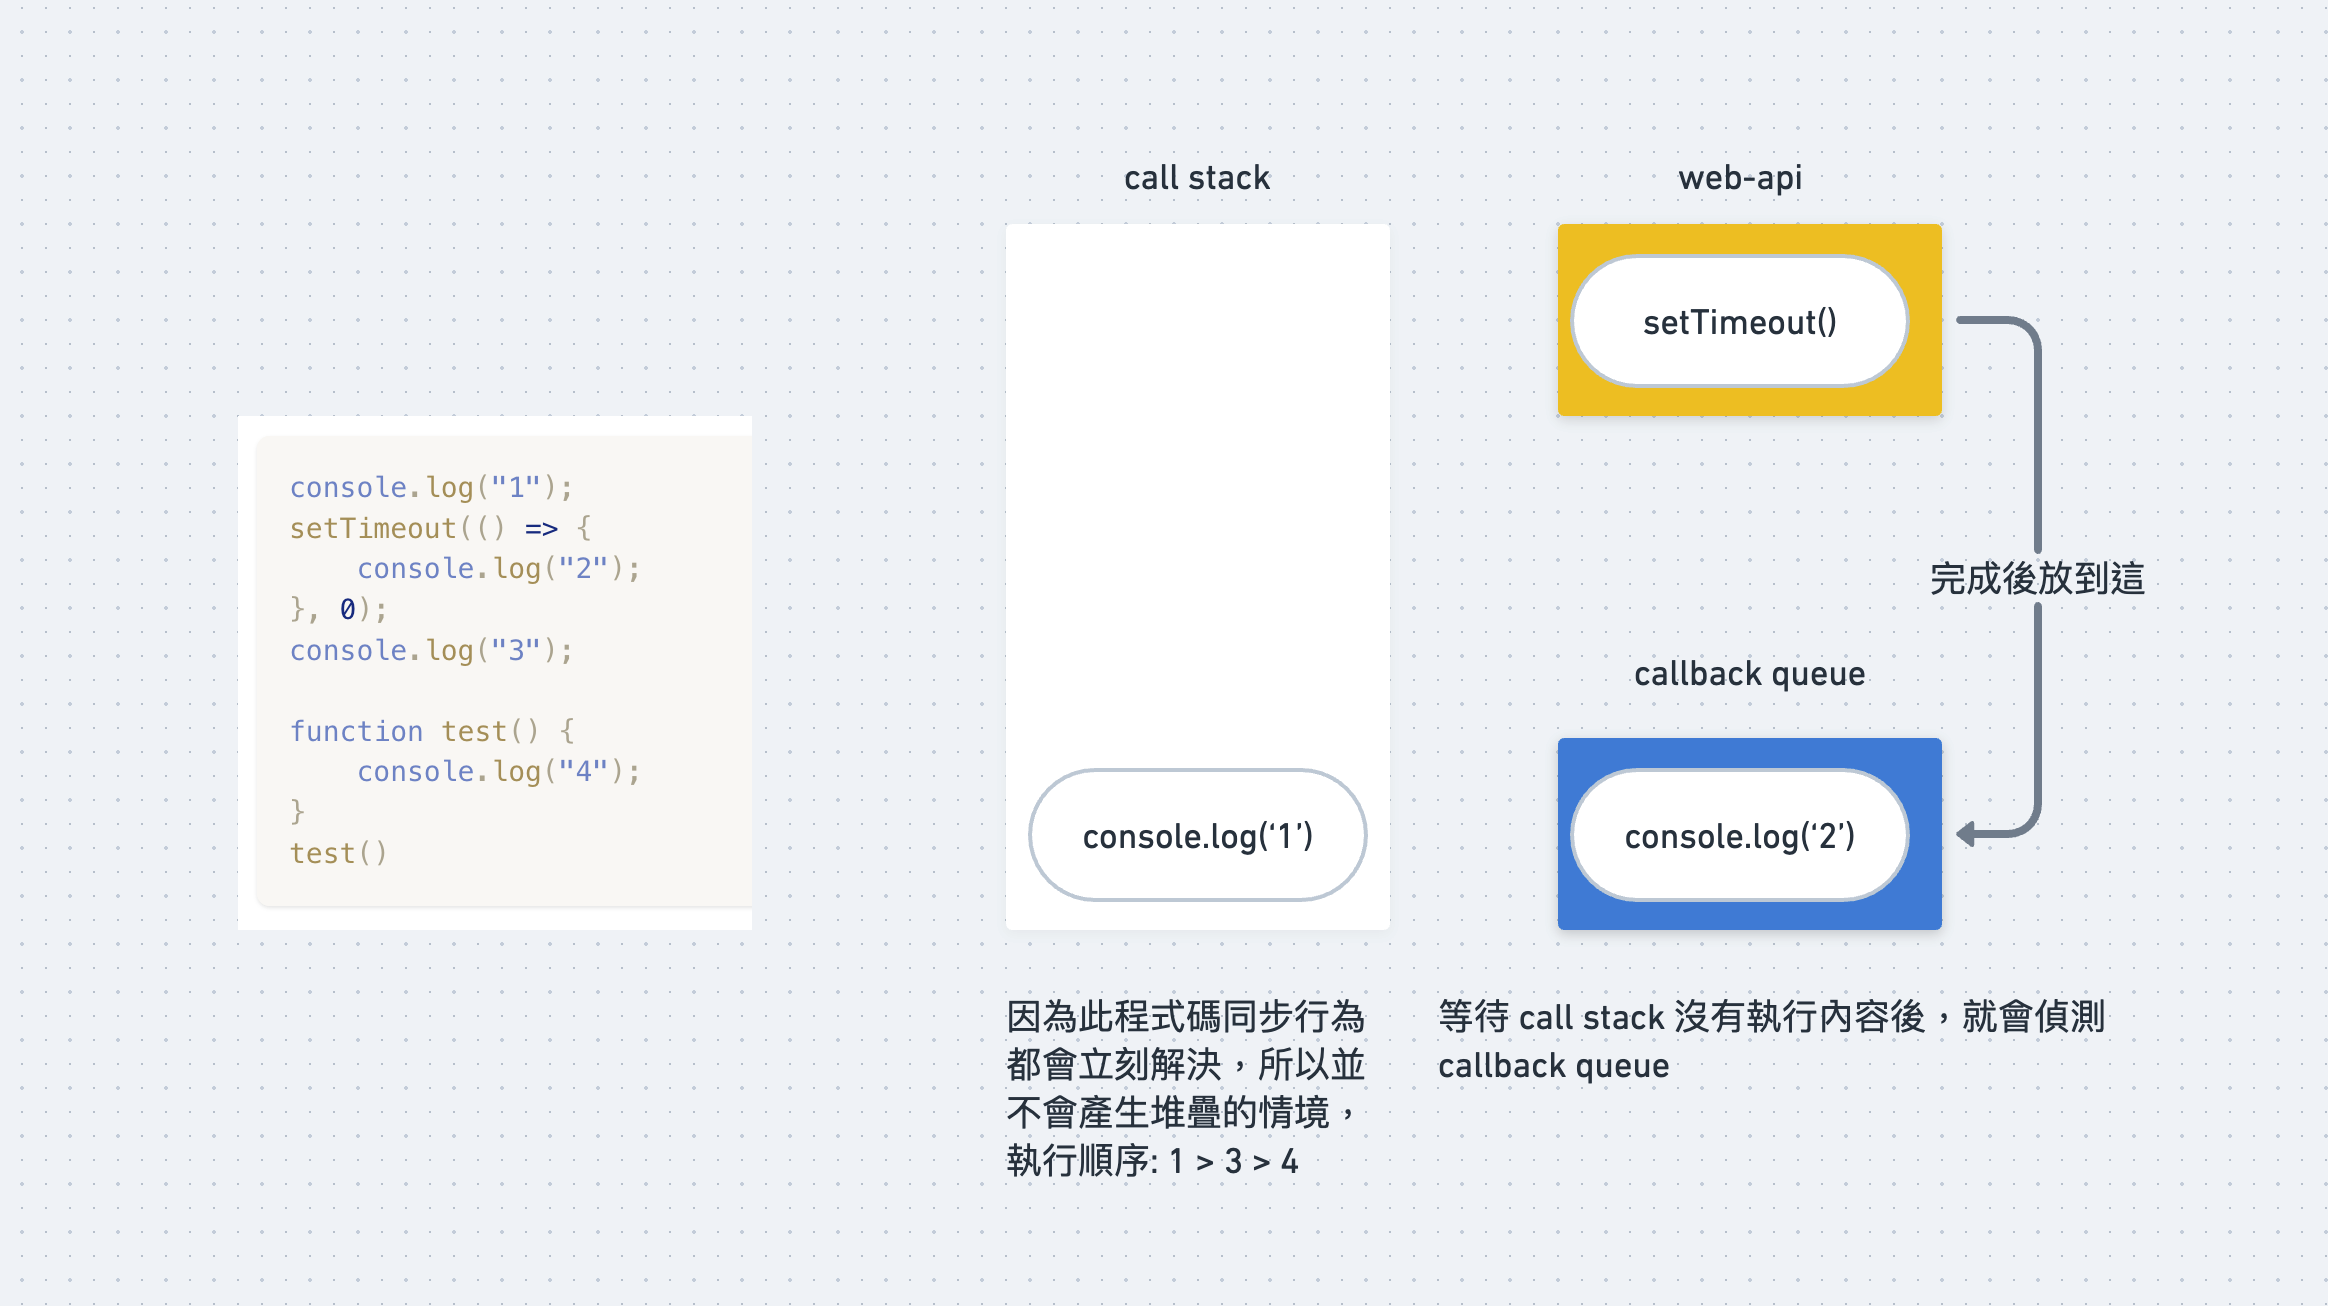 console.log("1");
setTimeout(() => {
    console.log("2");
}, 0);
console.log("3");

function test() {
    console.log("4");
}
test()
call stack
console.log(‘1’)
因為此程式碼同步行為
都會立刻解決，所以並
不會產生堆疊的情境，
執行順序: 1 > 3 > 4
web-api
setTimeout()
完成後放到這
callback queue
console.log(‘2’)
等待 call stack 沒有執行內容後，就會偵測
callback queue